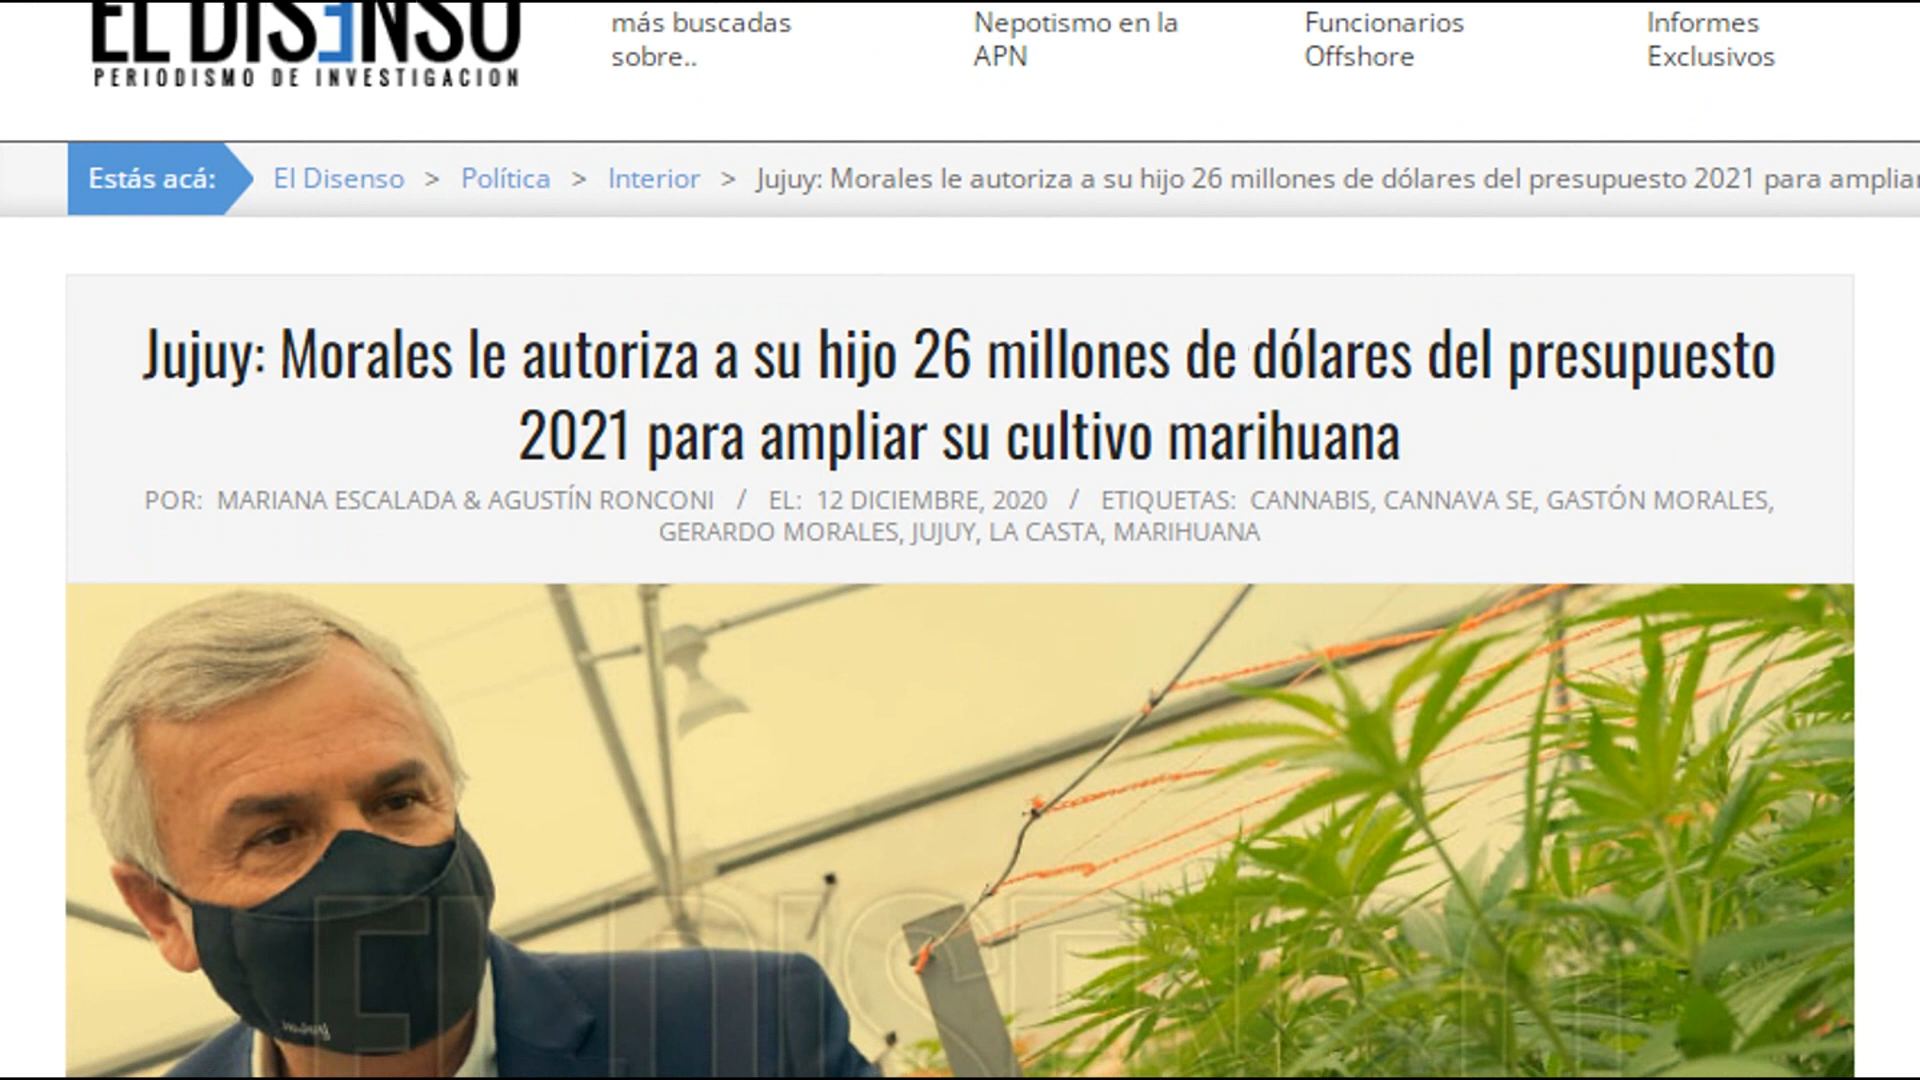 EL DISENSO
PERIODISMO DE INVESTIGACION
más buscadas
sobre..
Nepotismo en la
APN
Funcionarios
Offshore
Informes
Exclusivos
Estás acá: El Disenso > Política > Interior > Jujuy: Morales le autoriza a su hijo 26 millones de dólares del presupuesto 2021 para ampliar
Jujuy: Morales le autoriza a su hijo 26 millones de dólares del presupuesto
2021 para ampliar su cultivo marihuana
POR: MARIANA ESCALADA & AGUSTÍN RONCONI / EL: 12 DICIEMBRE, 2020 / ETIQUETAS: CANNABIS, CANNAVA SE, GASTÓN MORALES,
GERARDO MORALES, JUJUY, LA CASTA, MARIHUANA
EL DISENSO